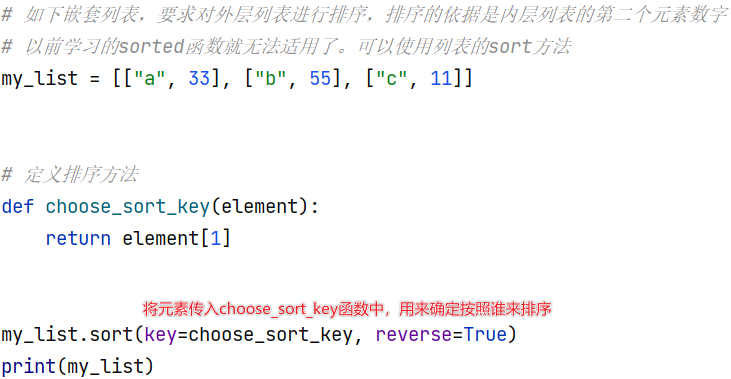 # 如下嵌套列表，要求对外层列表进行排序，排序的依据是内层列表的第二个元素数字
# 以前学习的sorted函数就无法适用了。可以使用列表的sort方法
my_list = [["a", 33], ["b", 55], ["c", 11]]
# 定义排序方法
def choose_sort_key(element):
    return element[1]
将元素传入choose_sort_key函数中，用来确定按照谁来排序
my_list.sort(key=choose_sort_key, reverse=True)
print(my_list)